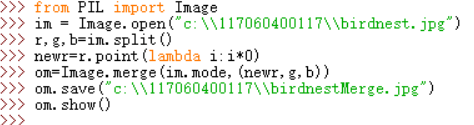 >>> from PIL import Image
>>> im = Image.open("c:\\117060400117\\birdnest.jpg")
>>> r,g,b=im.split()
>>> newr=r.point(lambda i:i*0)
>>> om=Image.merge(im.mode,(newr,g,b))
>>> om.save("c:\\117060400117\\birdnestMerge.jpg")
>>> om.show()
>>>